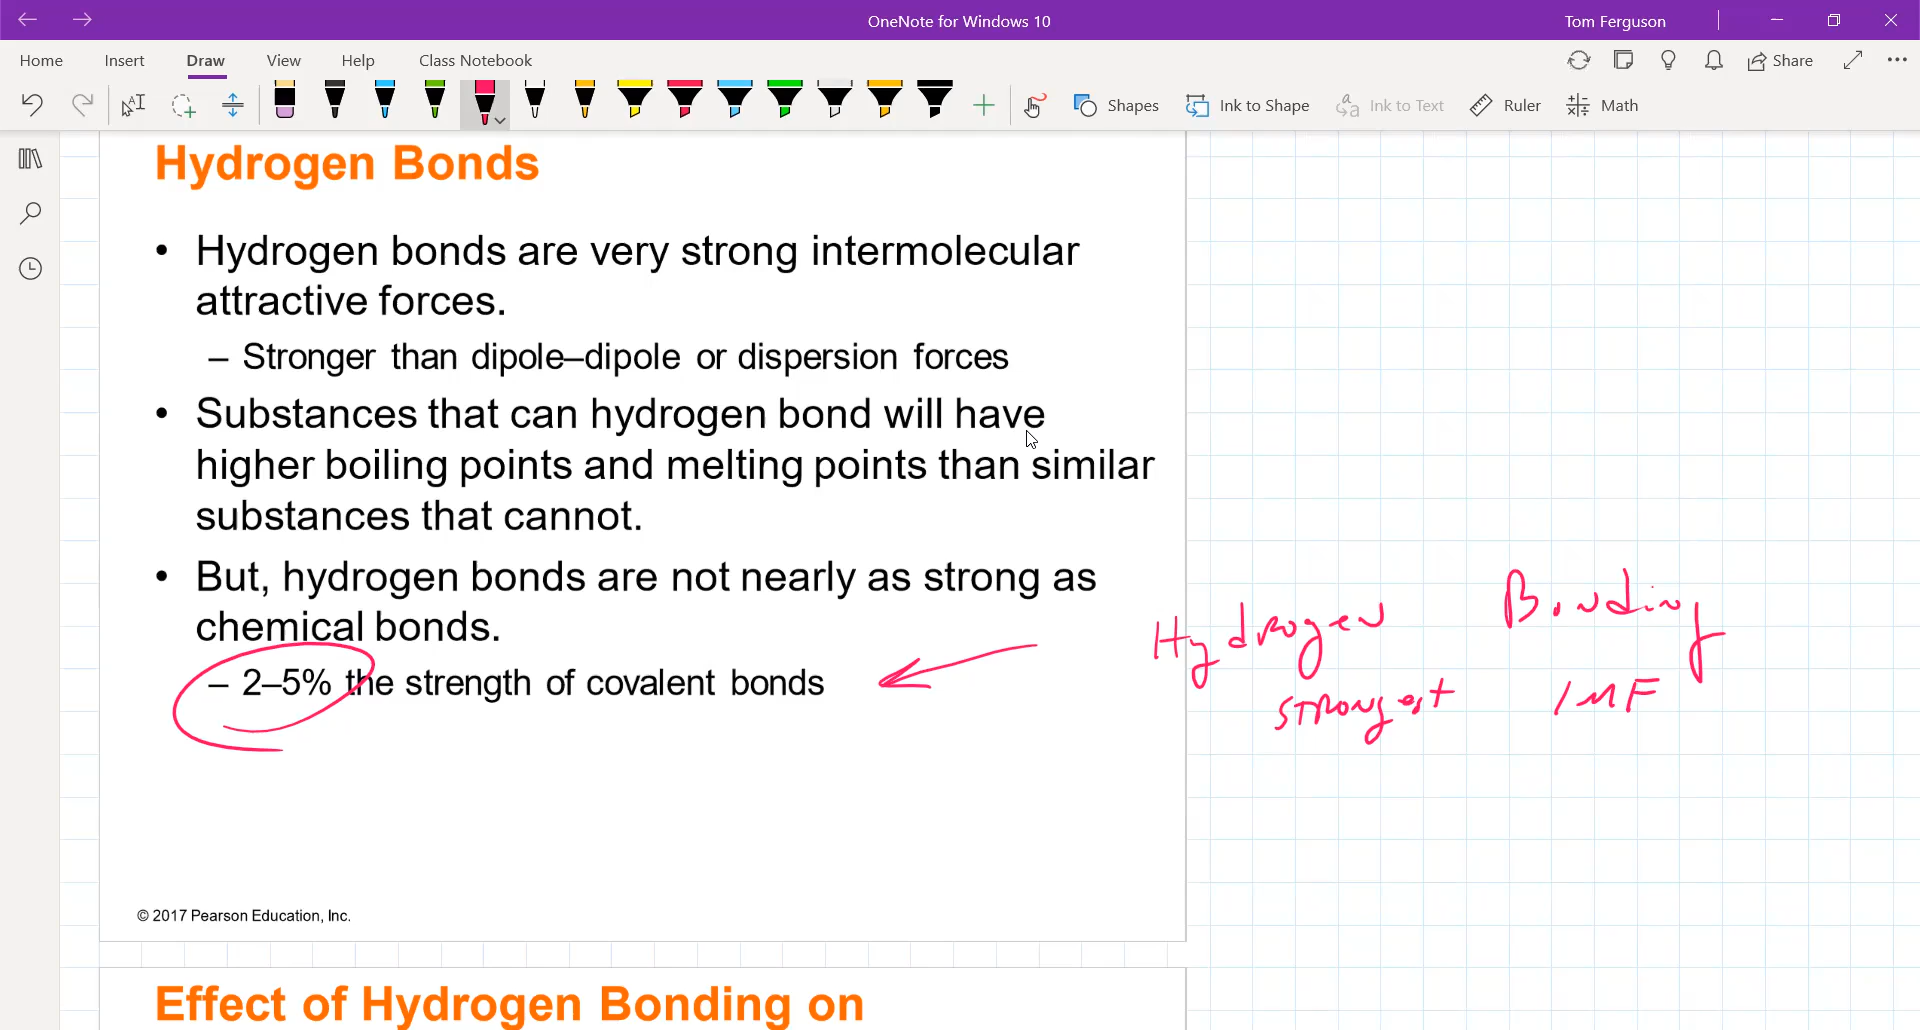 OneNote for Windows 10
Tom Ferguson
Home Insert Draw View Help Class Notebook
Share
Shapes Ink to Shape Ink to Text Ruler Math
Hydrogen Bonds
• Hydrogen bonds are very strong intermolecular
attractive forces.
– Stronger than dipole–dipole or dispersion forces
• Substances that can hydrogen bond will have
higher boiling points and melting points than similar
substances that cannot.
• But, hydrogen bonds are not nearly as strong as
chemical bonds.
– 2–5% the strength of covalent bonds
Hydrogen Bonding
strongest IMF
© 2017 Pearson Education, Inc.
Effect of Hydrogen Bonding on